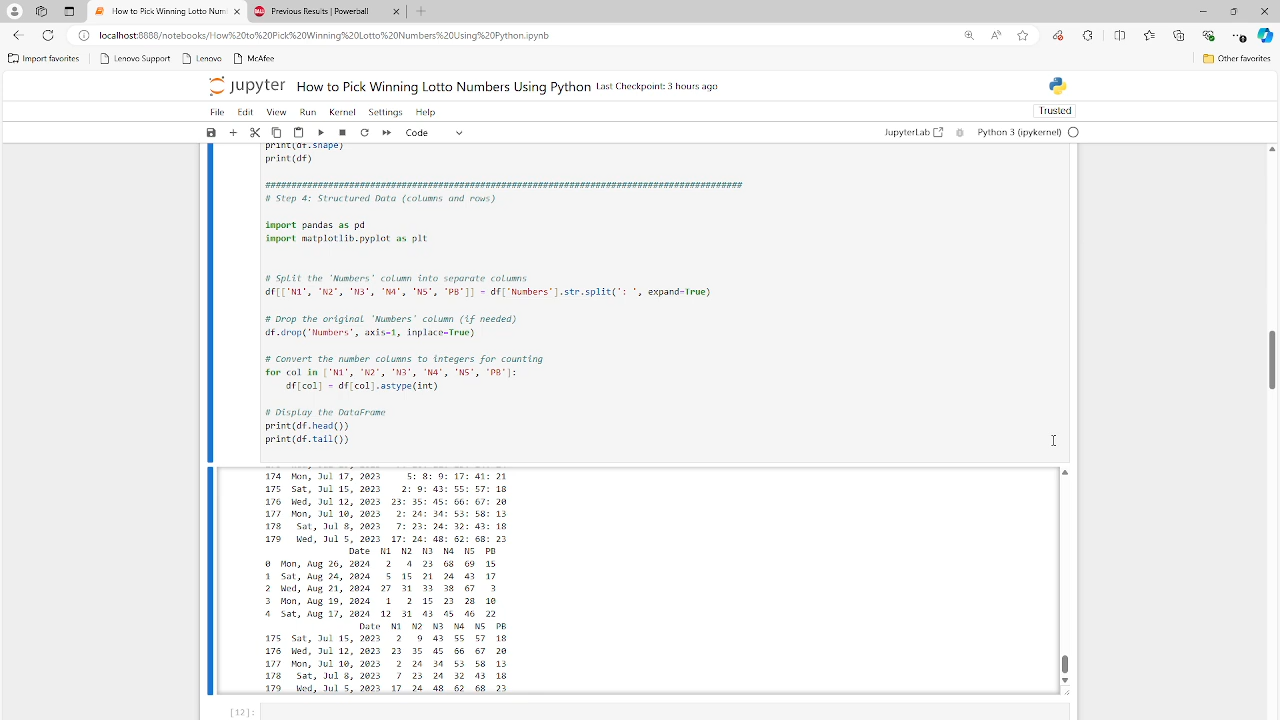 How to Pick Winning Lotto Num
Previous Results | Powerball
localhost:8888/notebooks/How%20to%20Pick%20Winning%20Lotto%20Numbers%20Using%20Python.ipynb
Import favorites
Lenovo Support
Lenovo
McAfee
Other favorites
jupyter How to Pick Winning Lotto Numbers Using Python Last Checkpoint: 3 hours ago
File Edit View Run Kernel Settings Help
Trusted
Code
JupyterLab
Python 3 (ipykernel)
print(df.shape)
print(df)
###########################################################################################
# Step 4: Structured Data (columns and rows)
import pandas as pd
import matplotlib.pyplot as plt
# Split the 'Numbers' column into separate columns
df[['N1', 'N2', 'N3', 'N4', 'N5', 'PB']] = df['Numbers'].str.split(': ', expand=True)
# Drop the original 'Numbers' column (if needed)
df.drop('Numbers', axis=1, inplace=True)
# Convert the number columns to integers for counting
for col in ['N1', 'N2', 'N3', 'N4', 'N5', 'PB']:
df[col] = df[col].astype(int)
# Display the DataFrame
print(df.head())
print(df.tail())
174 Mon, Jul 17, 2023 5: 8: 9: 17: 41: 21
175 Sat, Jul 15, 2023 2: 9: 43: 55: 57: 18
176 Wed, Jul 12, 2023 23: 35: 45: 66: 67: 20
177 Mon, Jul 10, 2023 2: 24: 34: 53: 58: 13
178 Sat, Jul 8, 2023 7: 23: 24: 32: 43: 18
179 Wed, Jul 5, 2023 17: 24: 48: 62: 68: 23
Date N1 N2 N3 N4 N5 PB
0 Mon, Aug 26, 2024 2 4 23 68 69 15
1 Sat, Aug 24, 2024 5 15 21 24 43 17
2 Wed, Aug 21, 2024 27 31 33 38 67 3
3 Mon, Aug 19, 2024 1 2 15 23 28 10
4 Sat, Aug 17, 2024 12 31 43 45 46 22
Date N1 N2 N3 N4 N5 PB
175 Sat, Jul 15, 2023 2 9 43 55 57 18
176 Wed, Jul 12, 2023 23 35 45 66 67 20
177 Mon, Jul 10, 2023 2 24 34 53 58 13
178 Sat, Jul 8, 2023 7 23 24 32 43 18
179 Wed, Jul 5, 2023 17 24 48 62 68 23
[12]: